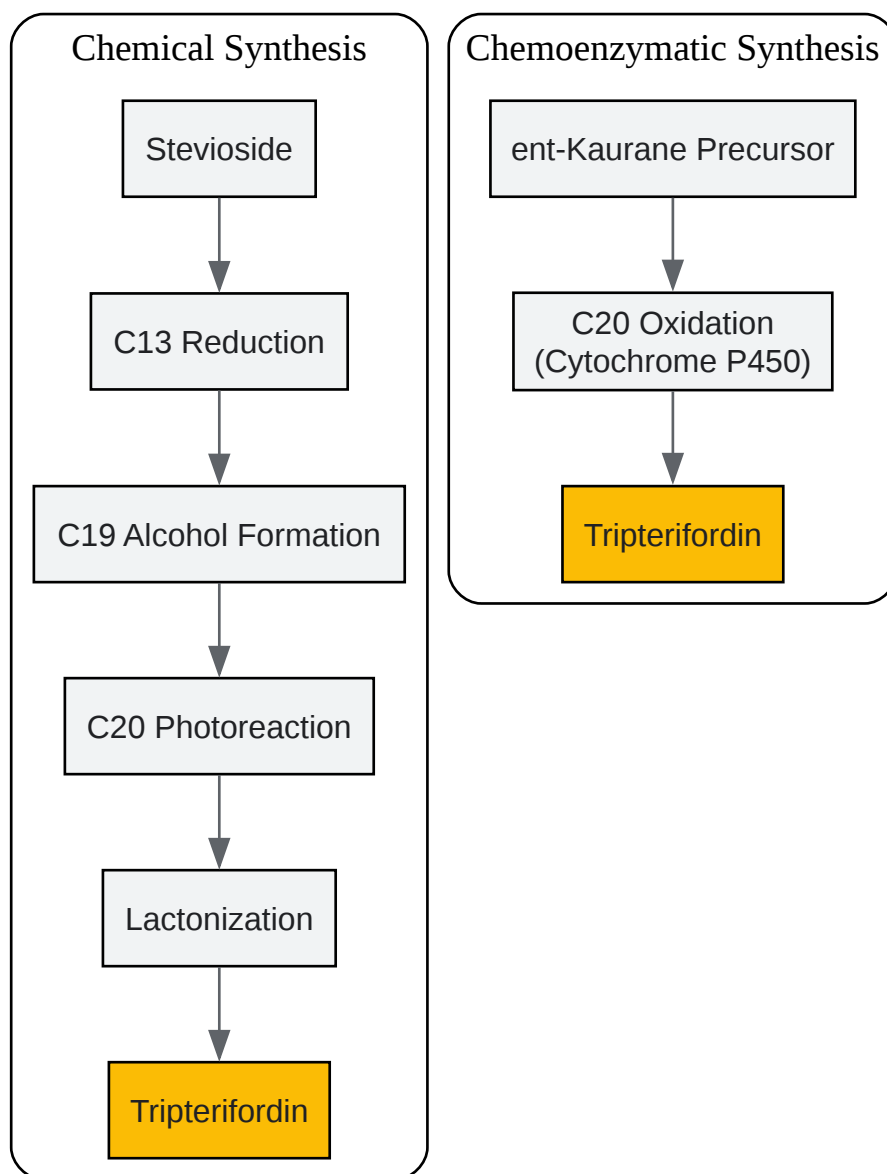 Chemical Synthesis
Stevioside
C13 Reduction
C19 Alcohol Formation
C20 Photoreaction
Lactonization
Tripterifordin
Chemoenzymatic Synthesis
ent-Kaurane Precursor
C20 Oxidation
(Cytochrome P450)
Tripterifordin